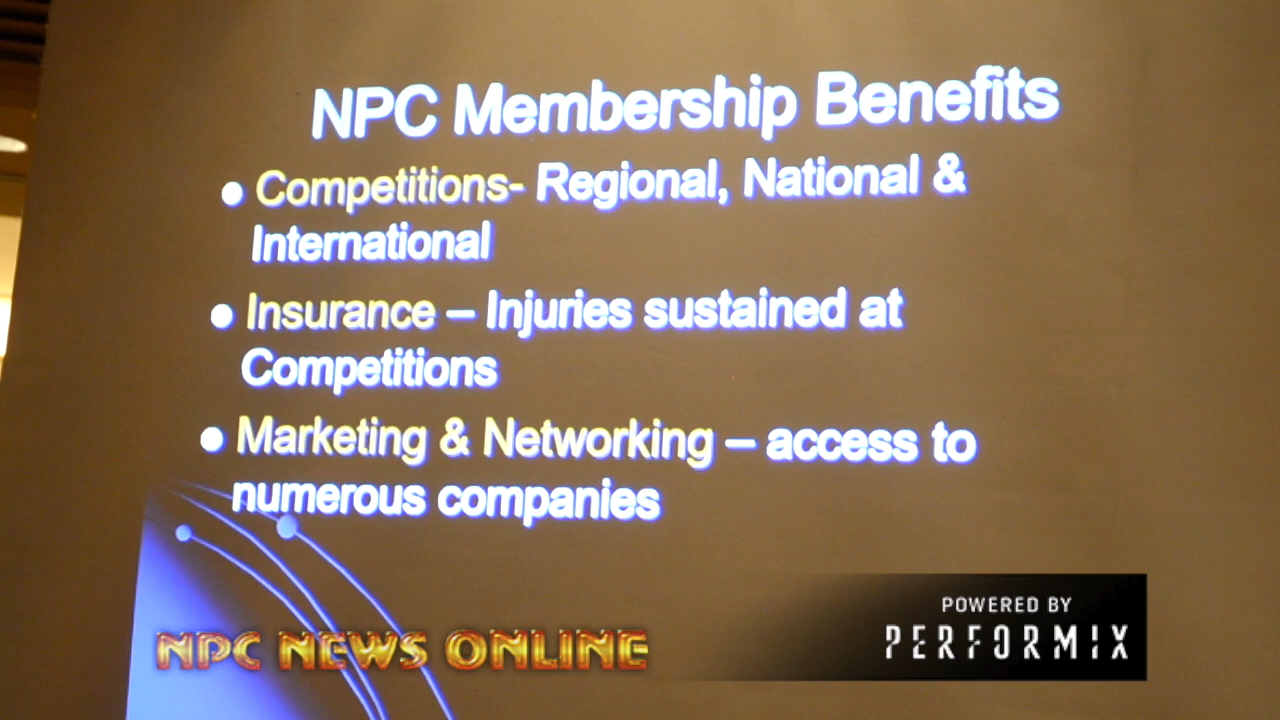 NPC Membership Benefits
• Competitions- Regional, National &
International
• Insurance – Injuries sustained at
Competitions
• Marketing & Networking – access to
numerous companies
NPC NEWS ONLINE
POWERED BY
PERFORMIX